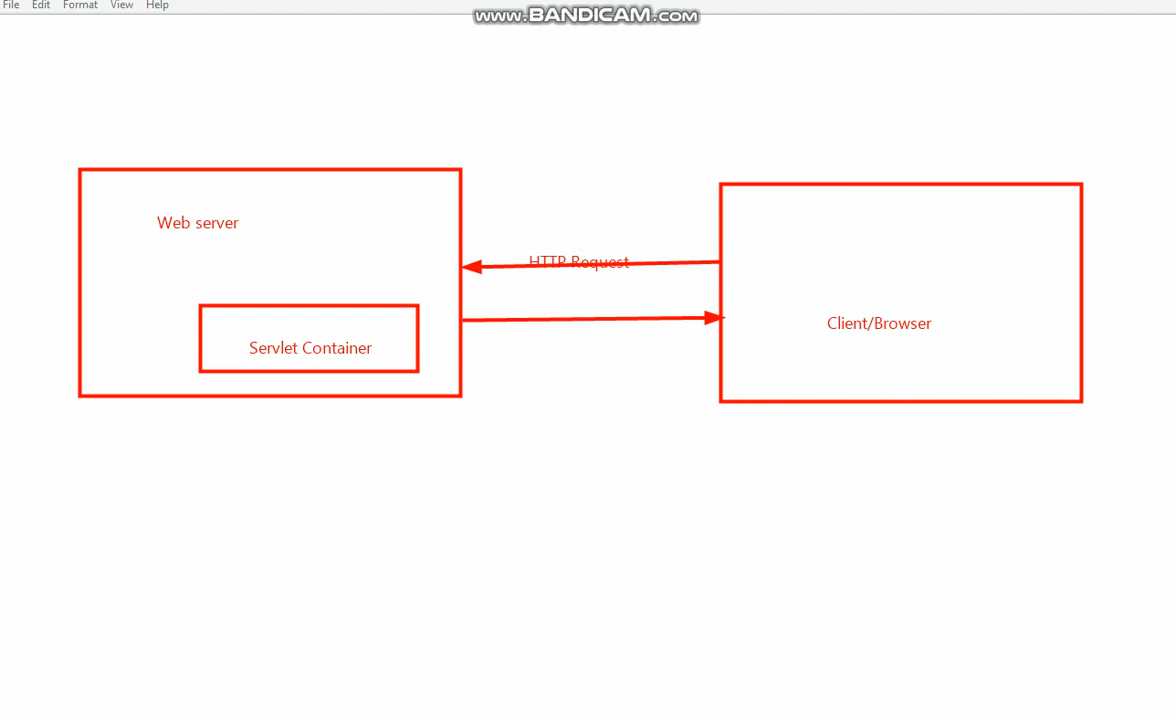 File Edit Format View Help
www.BANDICAM.com
Web server
HTTP Request
Client/Browser
Servlet Container